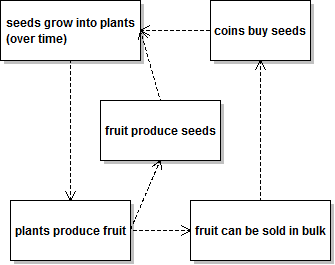 seeds grow into plants
(over time)
coins buy seeds
fruit produce seeds
plants produce fruit
fruit can be sold in bulk